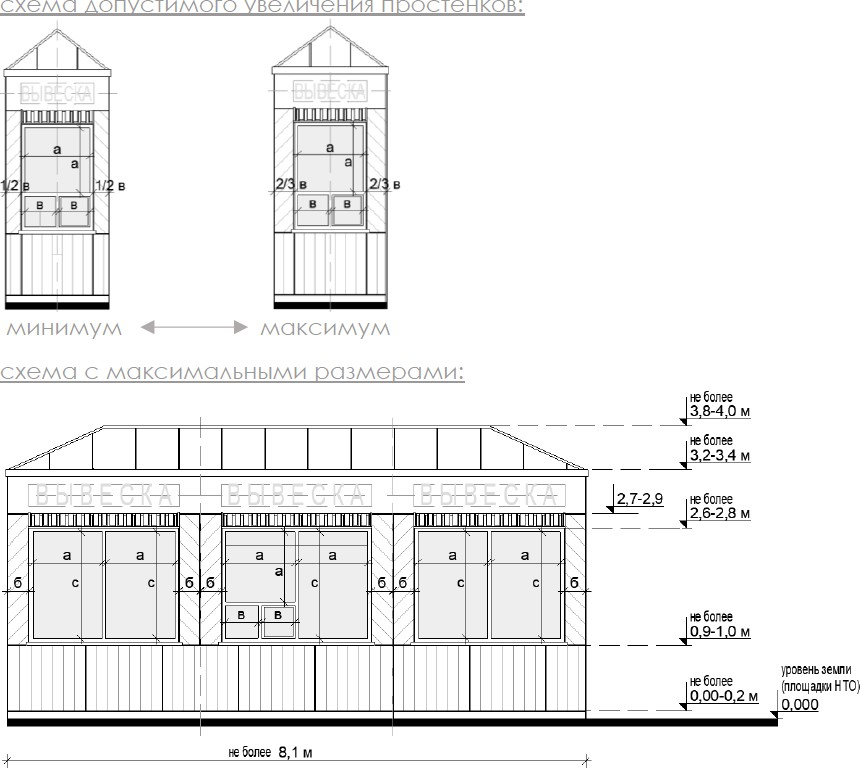 схема допустимого увеличения простенков:
ВЫВЕСКА ВЫВЕСКА
а а
а а
1/2 в 1/2 в 2/3 в 2/3 в
в в в в
минимум максимум
схема с максимальными размерами:
не более
3,8-4,0 м
не более
3,2-3,4 м
ВЫВЕСКА ВЫВЕСКА ВЫВЕСКА
2,7-2,9
не более
2,6-2,8 м
а а а а а а
б с с б б а с б б с с б
в в
не более
0,9-1,0 м
не более
0,00-0,2 м
уровень земли
(площадки НТО)
0,000
не более 8,1 м